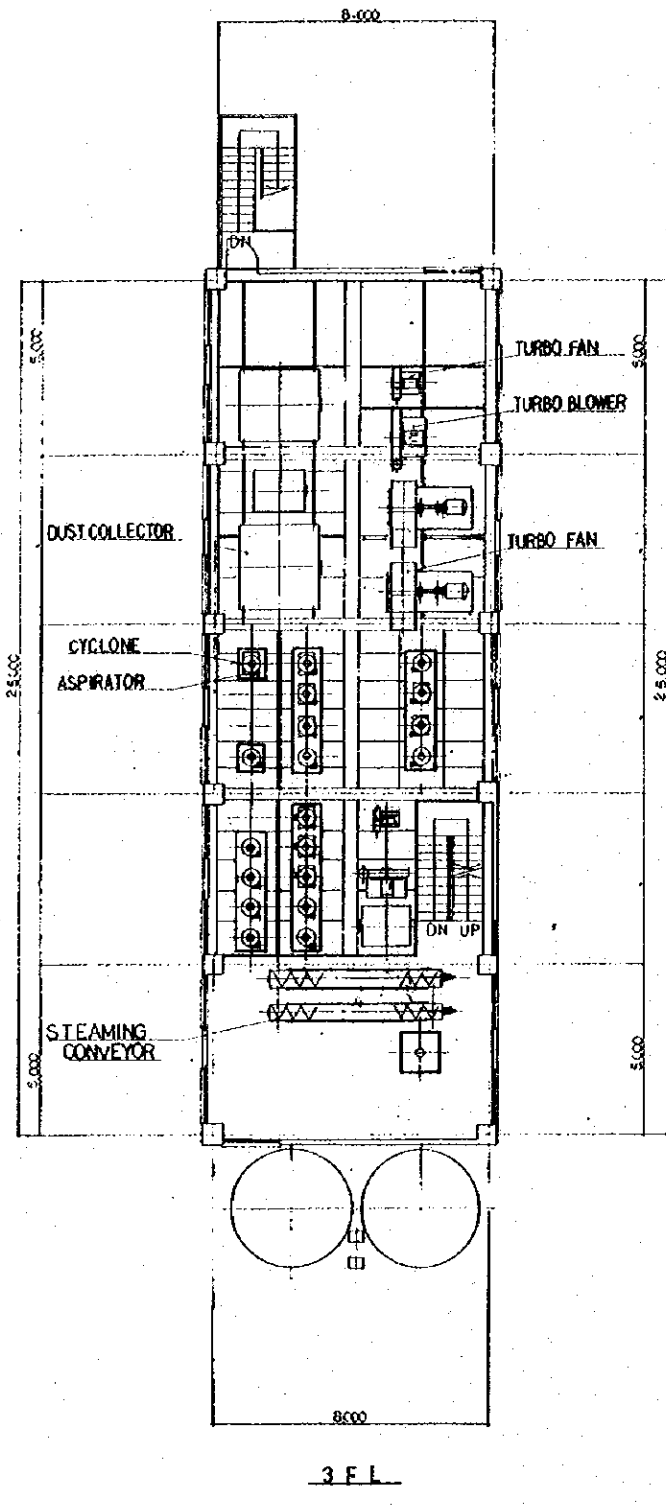 8.000
DN
5,000
5,000
TURBO FAN
TURBO BLOWER
DUST COLLECTOR
TURBO FAN
CYCLONE
ASPIRATOR
25,000
25,000
DN UP
STEAMING
CONVEYOR
5,000
5,000
8000
3 F L